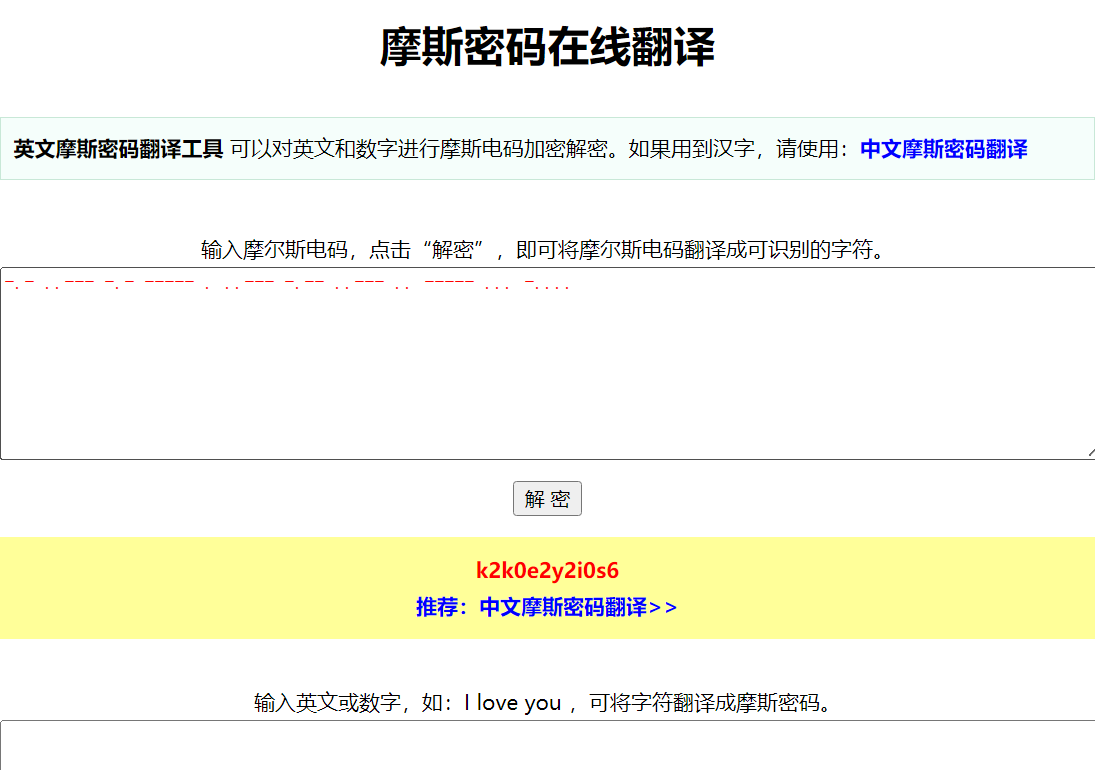 摩斯密码在线翻译
英文摩斯密码翻译工具 可以对英文和数字进行摩斯电码加密解密。如果用到汉字，请使用：中文摩斯密码翻译
输入摩尔斯电码，点击“解密”，即可将摩尔斯电码翻译成可识别的字符。
-.- ..--- -.- ----- . ..--- -.-- ..--- .. ----- ... -....
解 密
k2k0e2y2i0s6
推荐：中文摩斯密码翻译>>
输入英文或数字，如：I love you ，可将字符翻译成摩斯密码。